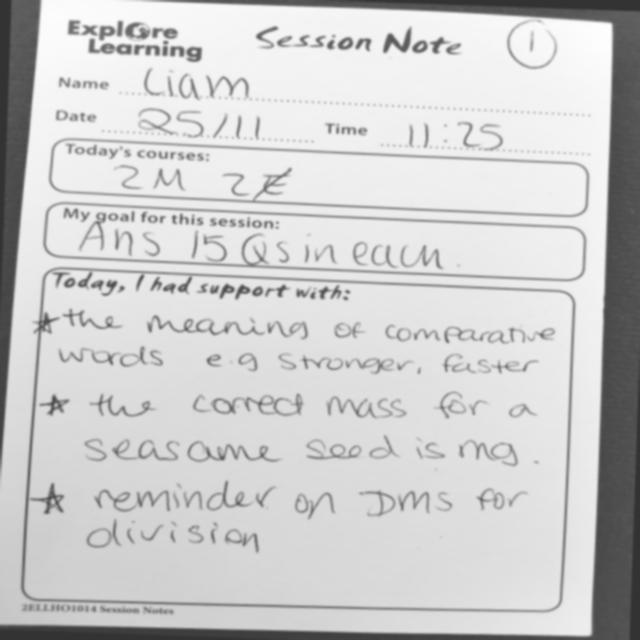 Explore
Learning
Session Note
1
Name Liam
Date 25/11 Time 11:25
Today's courses:
2M 2E
My goal for this session:
Ans 15 Qs in each.
Today, I had support with:
* the meaning of comparative
words e.g stronger, faster
* the correct mass for a
seasame seed is mg.
* reminder on DMS for
division
2ELLHO1014 Session Notes